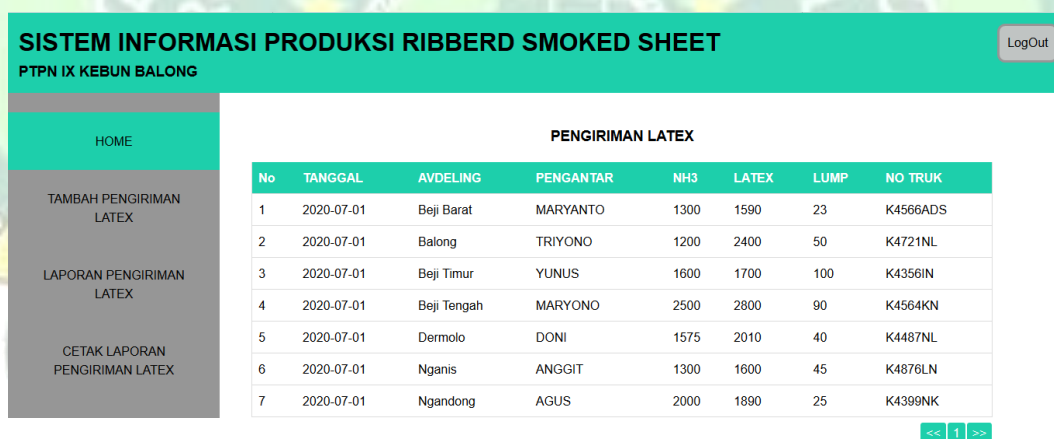 SISTEM INFORMASI PRODUKSI RIBBERD SMOKED SHEET
PTPN IX KEBUN BALONG
LogOut
HOME
TAMBAH PENGIRIMAN
LATEX
LAPORAN PENGIRIMAN
LATEX
CETAK LAPORAN
PENGIRIMAN LATEX
PENGIRIMAN LATEX
No TANGGAL AVDELING PENGANTAR NH3 LATEX LUMP NO TRUK
1 2020-07-01 Beji Barat MARYANTO 1300 1590 23 K4566ADS
2 2020-07-01 Balong TRIYONO 1200 2400 50 K4721NL
3 2020-07-01 Beji Timur YUNUS 1600 1700 100 K4356IN
4 2020-07-01 Beji Tengah MARYONO 2500 2800 90 K4564KN
5 2020-07-01 Dermolo DONI 1575 2010 40 K4487NL
6 2020-07-01 Nganis ANGGIT 1300 1600 45 K4876LN
7 2020-07-01 Ngandong AGUS 2000 1890 25 K4399NK
<< 1 >>